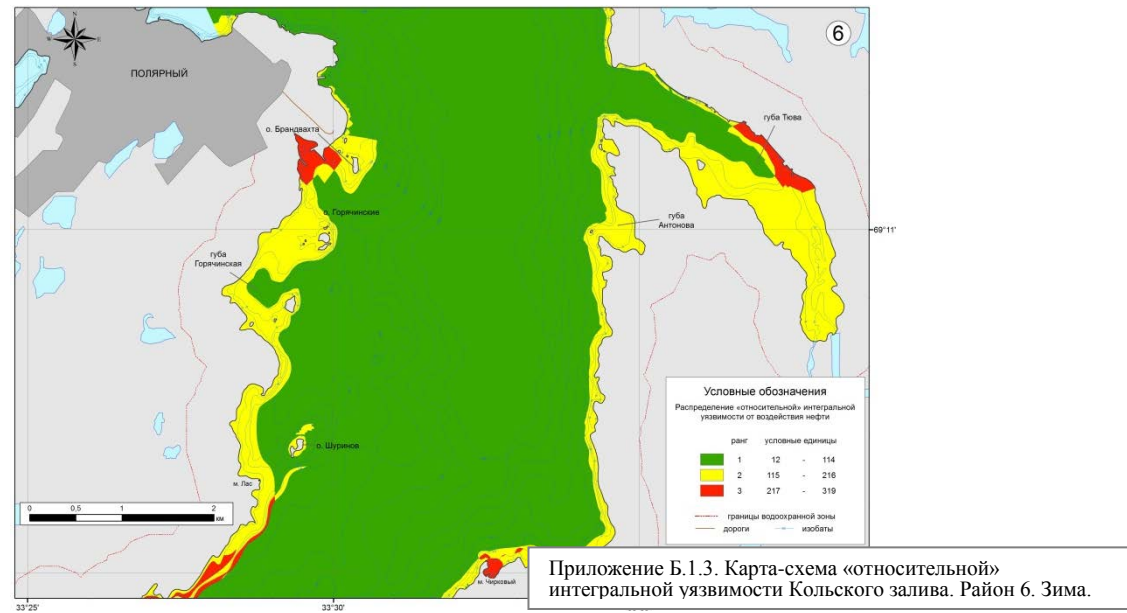 6
ПОЛЯРНЫЙ
о. Брандвахта
губа Тюва
о. Горячинские
губа
Антонова
69°11'
губа
Горячинская
о. Шуринов
м. Лас
0 0,5 1 2
км
м. Чирковый
Условные обозначения
Распределение «относительной» интегральной
уязвимости от воздействия нефти
ранг условные единицы
1 12 - 114
2 115 - 216
3 217 - 319
границы водоохранной зоны
дороги изобаты
33°25'
33°30'
Приложение Б.1.3. Карта-схема «относительной»
интегральной уязвимости Кольского залива. Район 6. Зима.